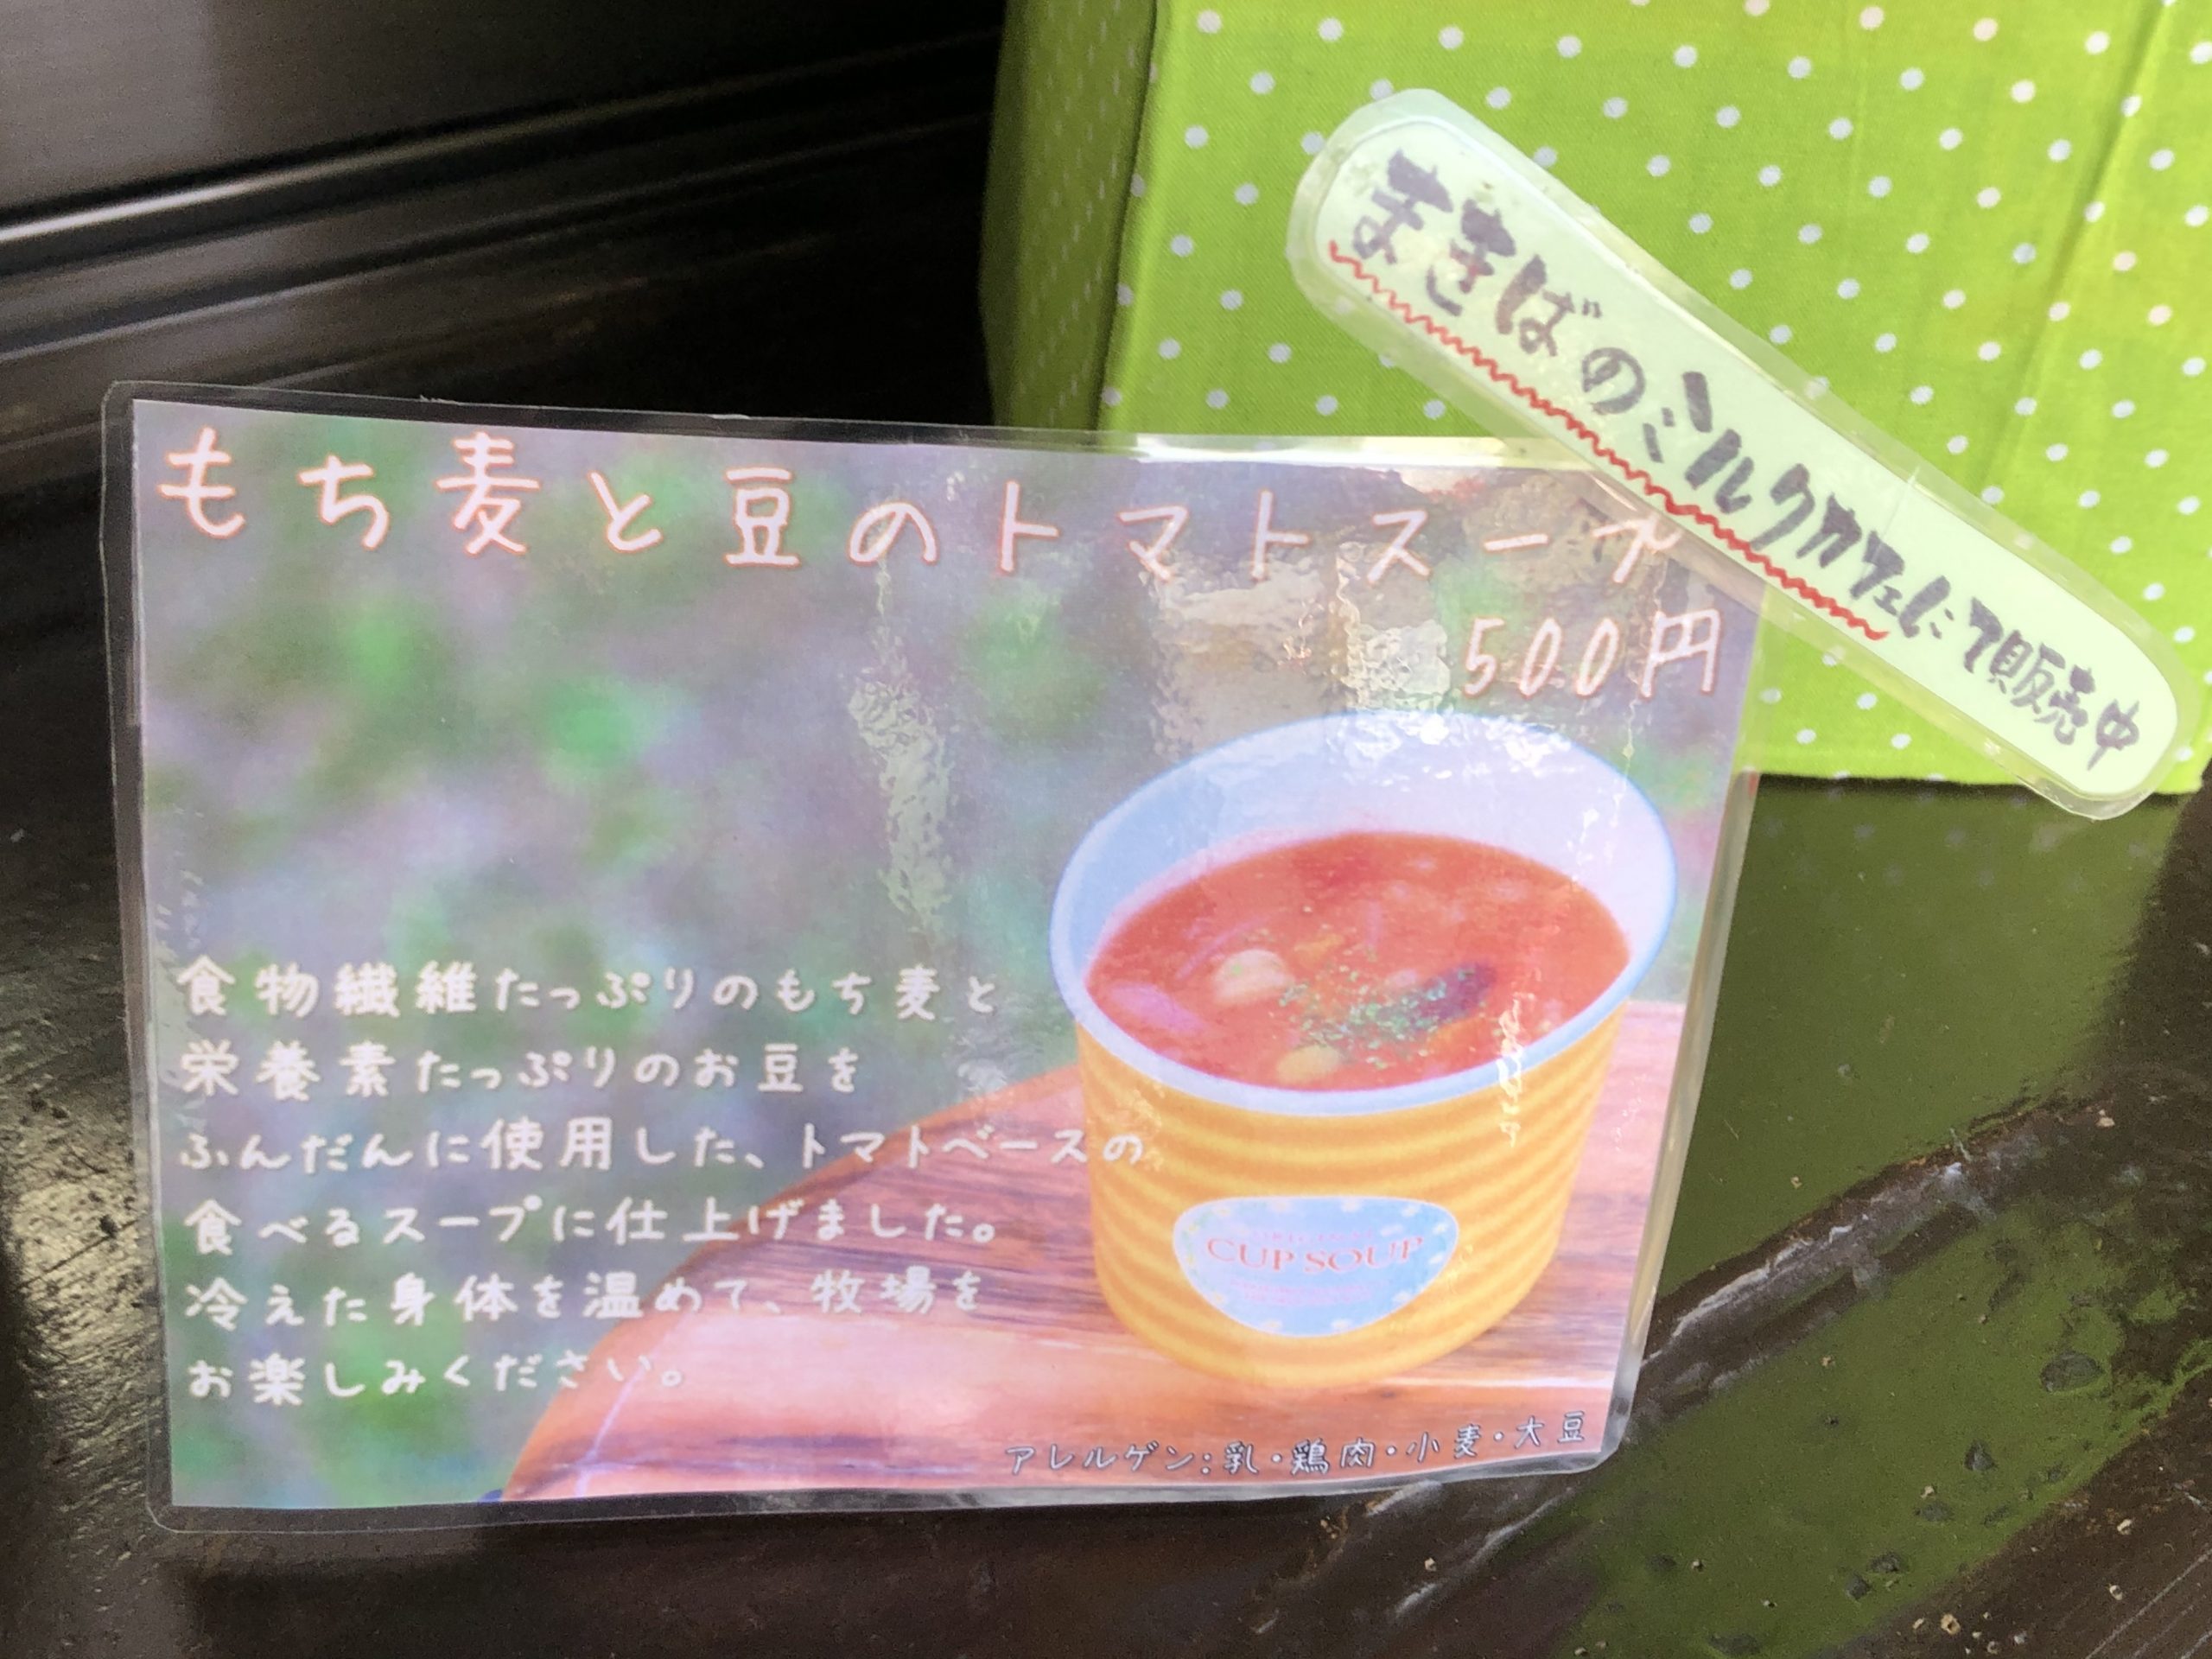 まきばのミルクカフェにて販売中
もち麦と豆のトマトスープ
500円
食物繊維たっぷりのもち麦と
栄養素たっぷりのお豆を
ふんだんに使用した、トマトベースの
食べるスープに仕上げました。
冷えた身体を温めて、牧場を
お楽しみください。
CUP SOUP
アレルゲン:乳・鶏肉・小麦・大豆